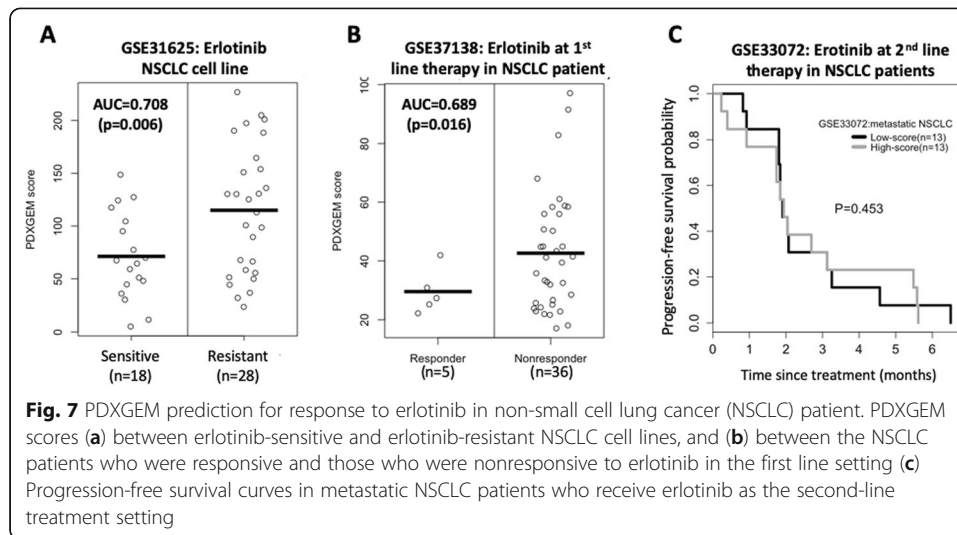 A
GSE31625: Erlotinib
NSCLC cell line
AUC=0.708
(p=0.006)
PDXGEM score
200
150
100
50
0
Sensitive
(n=18)
Resistant
(n=28)
B
GSE37138: Erlotinib at 1st
line therapy in NSCLC patient
AUC=0.689
(p=0.016)
PDXGEM score
100
80
60
40
20
Responder
(n=5)
Nonresponder
(n=36)
C
GSE33072: Erotinib at 2nd line
therapy in NSCLC patients
GSE33072:metastatic NSCLC
Low-score(n=13)
High-score(n=13)
P=0.453
Progression-free survival probability
1.0
0.8
0.6
0.4
0.2
0.0
0 1 2 3 4 5 6
Time since treatment (months)
Fig. 7 PDXGEM prediction for response to erlotinib in non-small cell lung cancer (NSCLC) patient. PDXGEM
scores (a) between erlotinib-sensitive and erlotinib-resistant NSCLC cell lines, and (b) between the NSCLC
patients who were responsive and those who were nonresponsive to erlotinib in the first line setting (c)
Progression-free survival curves in metastatic NSCLC patients who receive erlotinib as the second-line
treatment setting